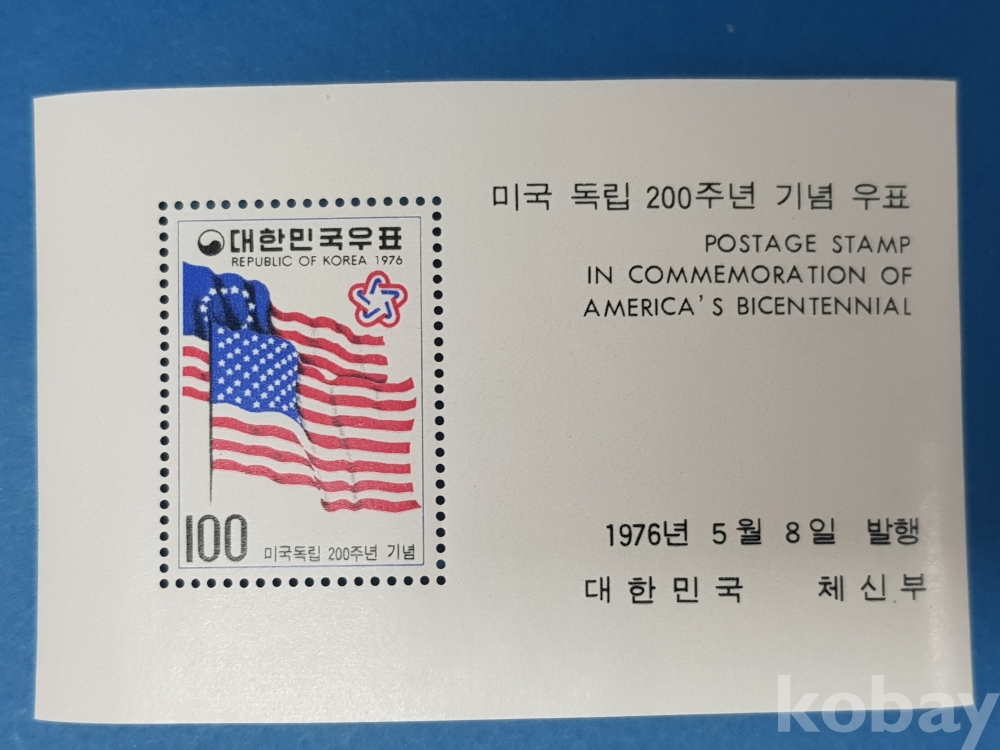 대한민국우표
REPUBLIC OF KOREA 1976
100
미국독립 200주년 기념
미국 독립 200주년 기념 우표
POSTAGE STAMP
IN COMMEMORATION OF
AMERICA'S BICENTENNIAL
1976년 5월 8일 발행
대한민국 체신부
kobay